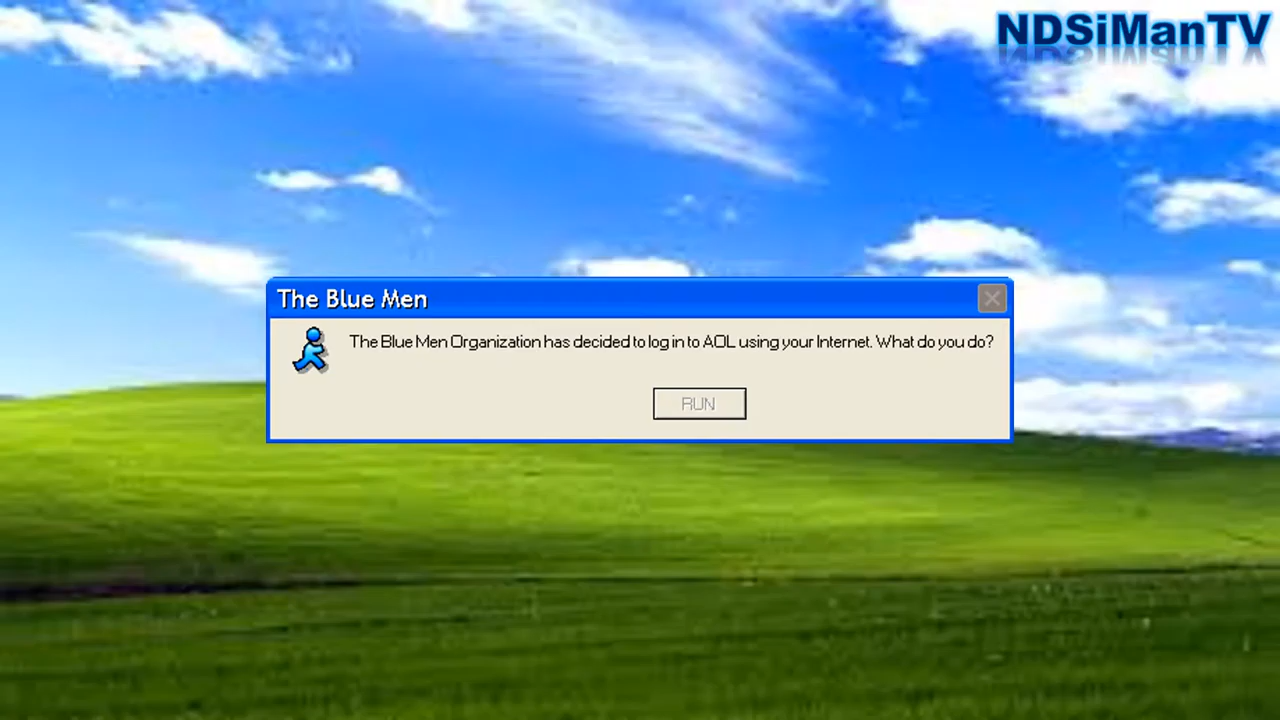 NDSiManTV
The Blue Men
The Blue Men Organization has decided to log in to AOL using your Internet. What do you do?
RUN